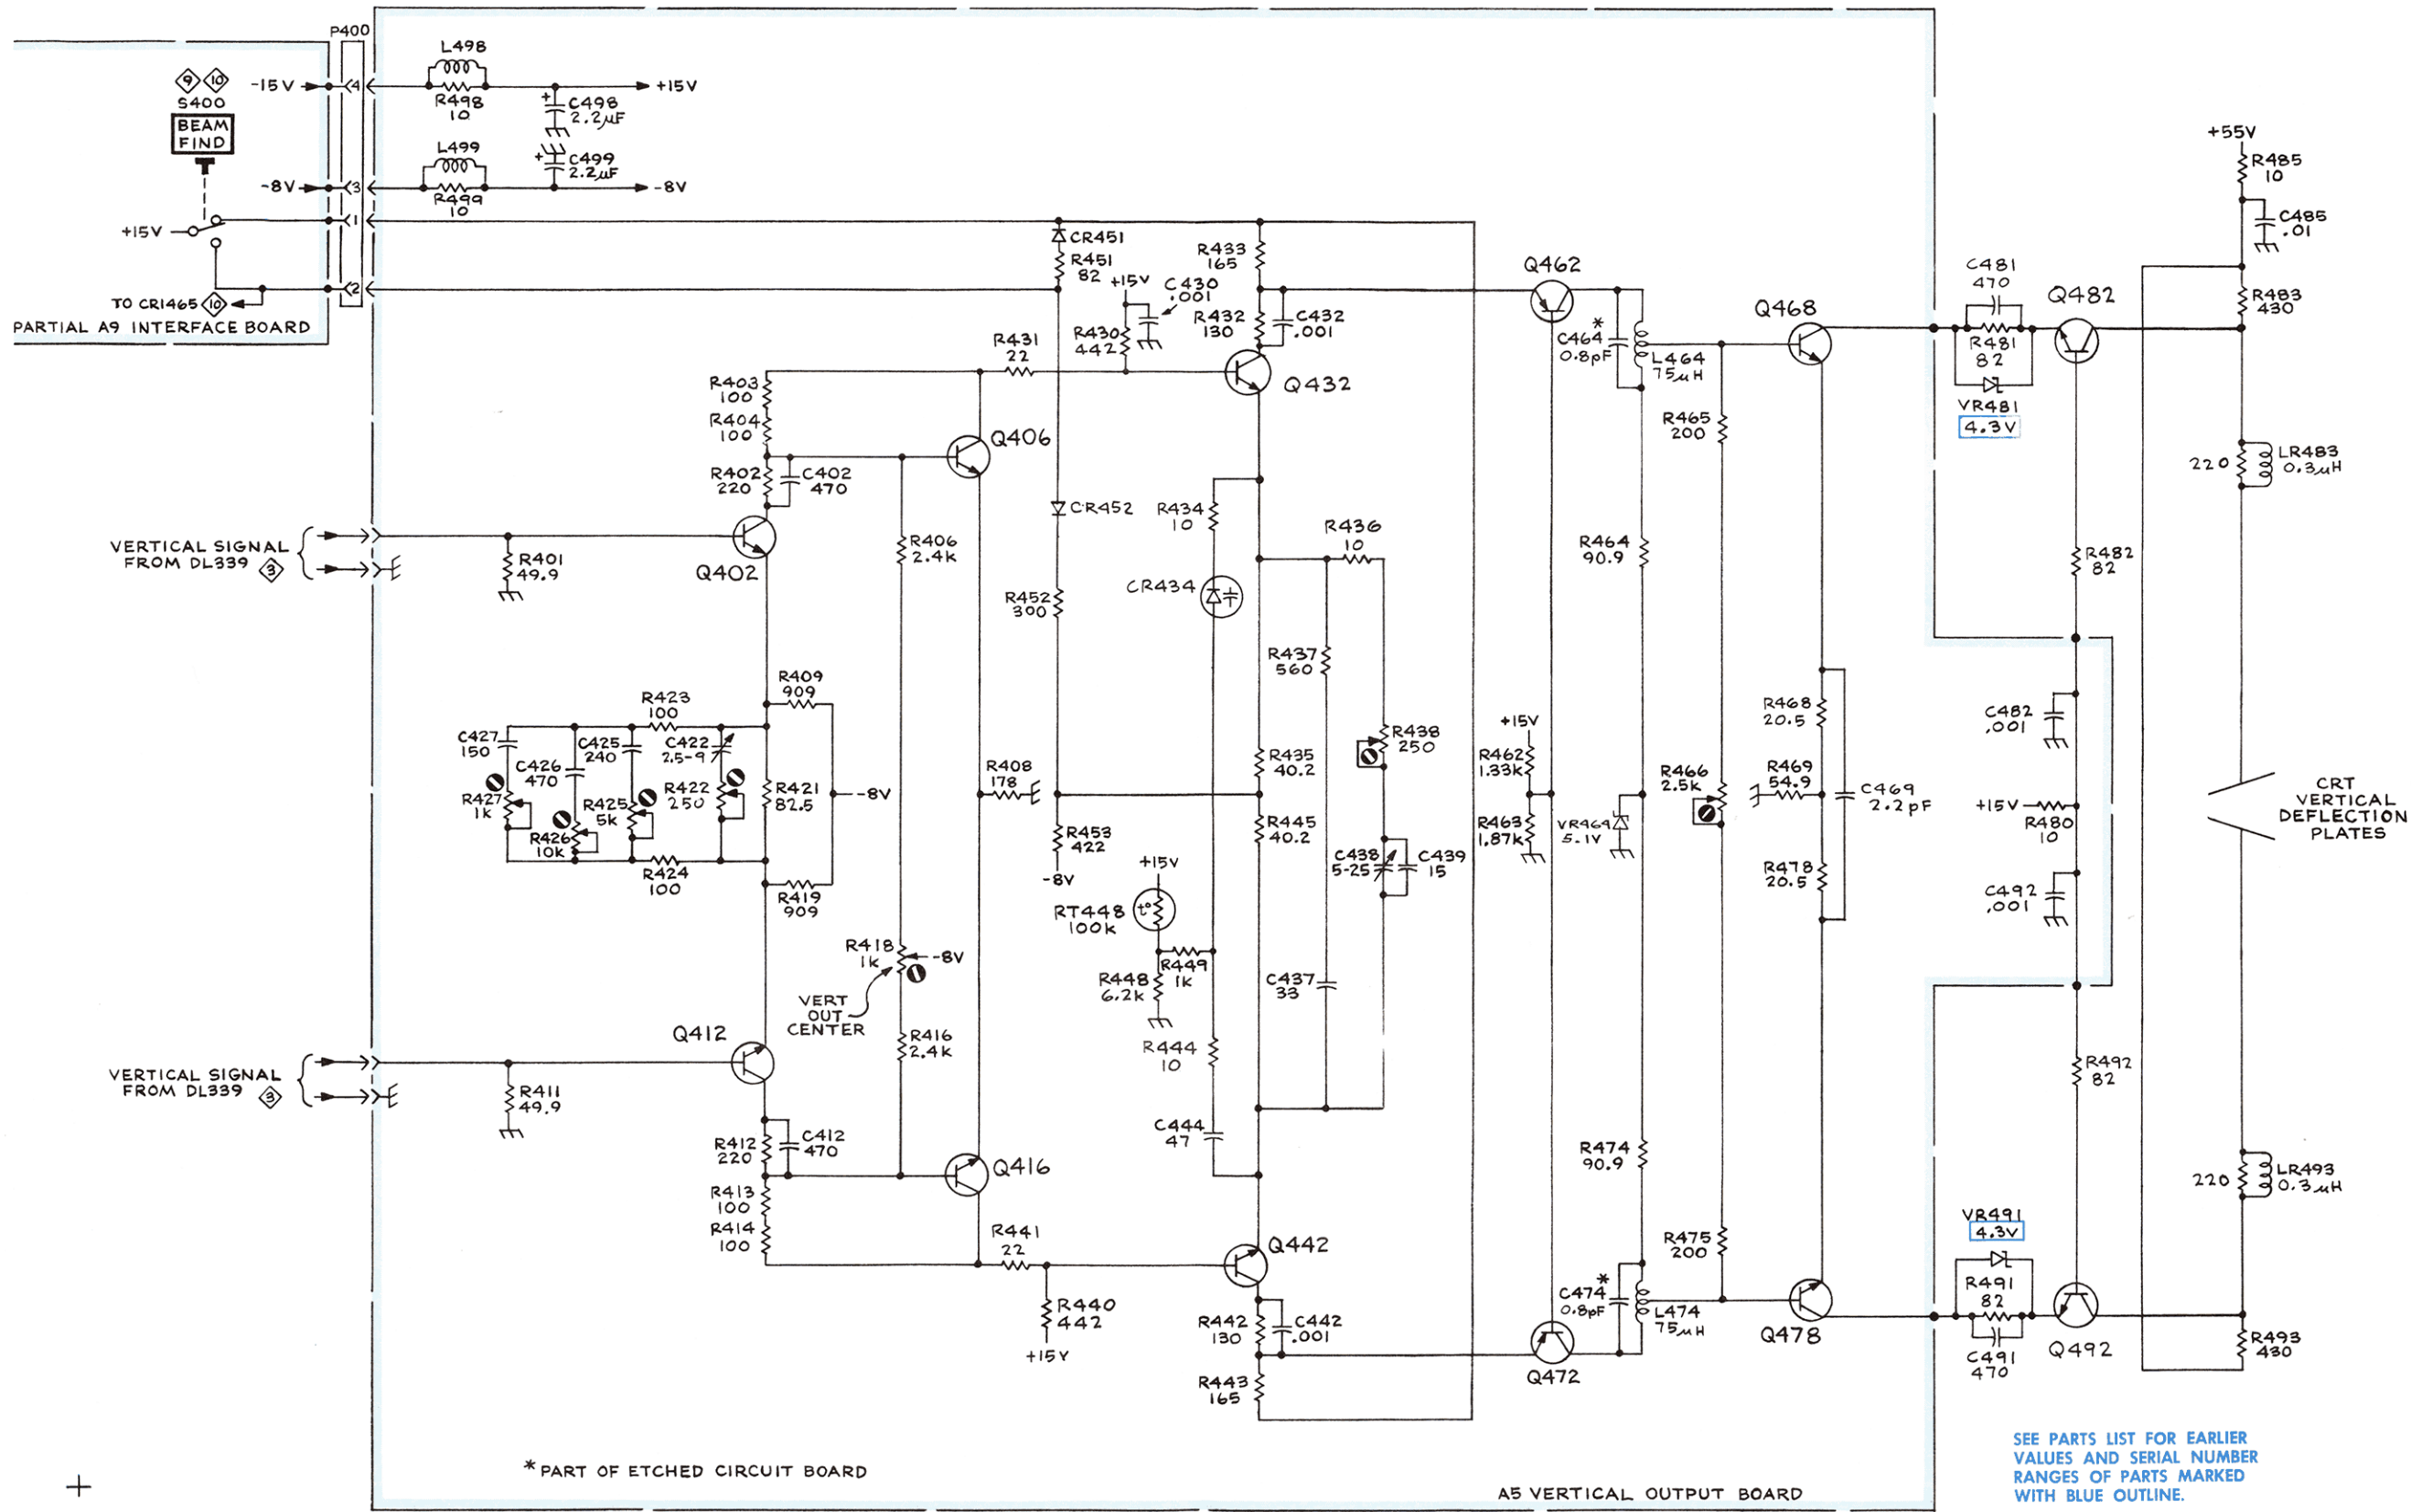 P400
L498
9 10
S400
BEAM
FIND
-15V
4
+15V
R498
10
C498
2.2µF
L499
C499
2.2µF
-8V
3
-8V
R499
10
1
+15V
2
TO CR1465 10
PARTIAL A9 INTERFACE BOARD
+55V
R485
10
C485
.01
CR451
R451
82
+15V
C430
.001
R430
442
R433
165
R432
130
C432
.001
Q462
C464
0.8pF
*
L464
75µH
Q468
C481
470
R481
82
VR481
4.3V
Q482
R483
430
R431
22
Q432
R403
100
R404
100
R402
220
C402
470
Q406
R465
200
220
LR483
0.3µH
CR452
R434
10
R436
10
VERTICAL SIGNAL
FROM DL339 3
R401
49.9
Q402
R406
2.4K
R452
300
CR434
R464
90.9
R482
82
R437
560
R409
909
R423
100
C427
150
C426
470
C425
240
C422
2.5-9
R427
1K
R426
10K
R425
5K
R422
250
R421
82.5
-8V
R408
178
R435
40.2
R438
250
+15V
R462
1.33K
R463
1.87K
VR464
5.1V
R466
2.5K
R468
20.5
R469
54.9
C469
2.2pF
C482
.001
+15V
R480
10
CRT
VERTICAL
DEFLECTION
PLATES
R424
100
R419
909
R453
422
-8V
R445
40.2
+15V
RT448
100K
t°
C438
5-25
C439
15
R478
20.5
C492
.001
R418
1K
-8V
VERT
OUT
CENTER
R448
6.2K
R449
1K
C437
33
Q412
R416
2.4K
R444
10
VERTICAL SIGNAL
FROM DL339 3
R411
49.9
R492
82
R412
220
C412
470
C444
47
R474
90.9
Q416
R413
100
R414
100
220
LR493
0.3µH
R441
22
Q442
R475
200
VR491
4.3V
R440
442
+15V
R442
130
C442
.001
C474
0.8pF
*
L474
75µH
Q478
R491
82
C491
470
Q492
R493
430
R443
165
Q472
*PART OF ETCHED CIRCUIT BOARD
A5 VERTICAL OUTPUT BOARD
SEE PARTS LIST FOR EARLIER
VALUES AND SERIAL NUMBER
RANGES OF PARTS MARKED
WITH BLUE OUTLINE.